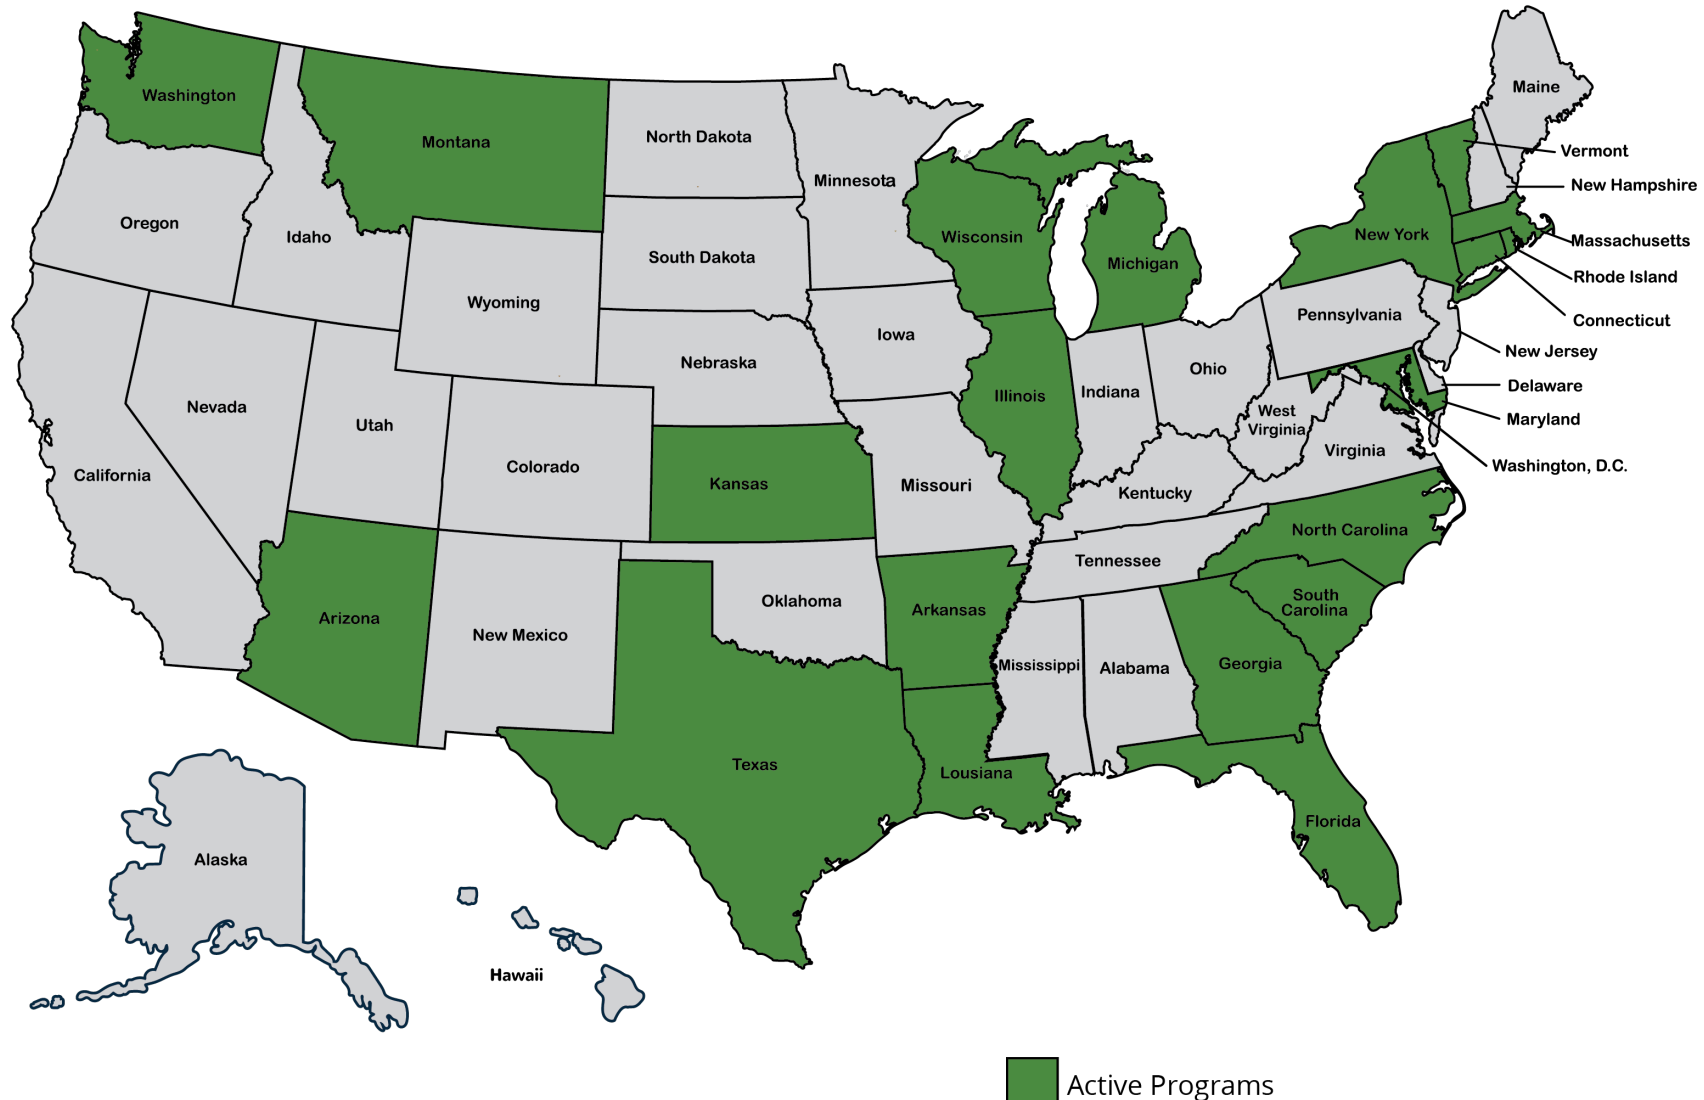 Maine
Washington
Montana
North Dakota
Vermont
Minnesota
New Hampshire
Oregon
Idaho
Wisconsin
New York
Massachusetts
South Dakota
Michigan
Rhode Island
Wyoming
Pennsylvania
Connecticut
Iowa
New Jersey
Nebraska
Ohio
Delaware
Indiana
Illinois
Nevada
West
Virginia
Maryland
Utah
Virginia
Colorado
Washington, D.C.
California
Kansas
Missouri
Kentucky
North Carolina
Tennessee
South
Carolina
Oklahoma
Arkansas
Arizona
New Mexico
Mississippi
Alabama
Georgia
Texas
Lousiana
Florida
Alaska
Hawaii
Active Programs